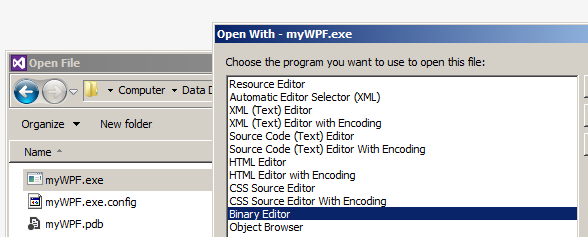 Open With - myWPF.exe
Open File
Choose the program you want to use to open this file:
Computer
Data D
Organize
New folder
Name
myWPF.exe
myWPF.exe.config
myWPF.pdb
Resource Editor
Automatic Editor Selector (XML)
XML (Text) Editor
XML (Text) Editor with Encoding
Source Code (Text) Editor
Source Code (Text) Editor With Encoding
HTML Editor
HTML Editor with Encoding
CSS Source Editor
CSS Source Editor With Encoding
Binary Editor
Object Browser